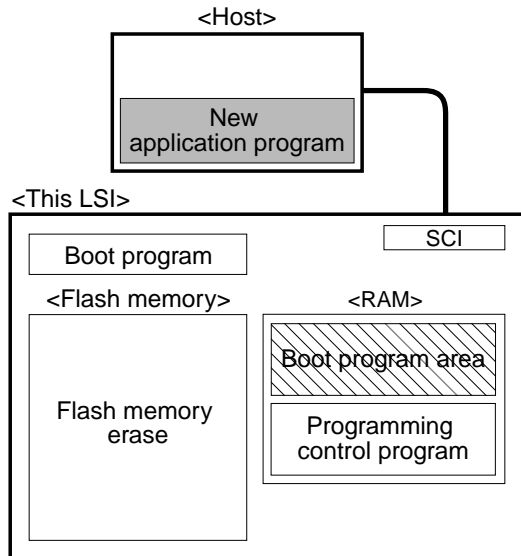 <Host>
New
application program
<This LSI>
SCI
Boot program
<Flash memory>
<RAM>
Boot program area
Flash memory
erase
Programming
control program